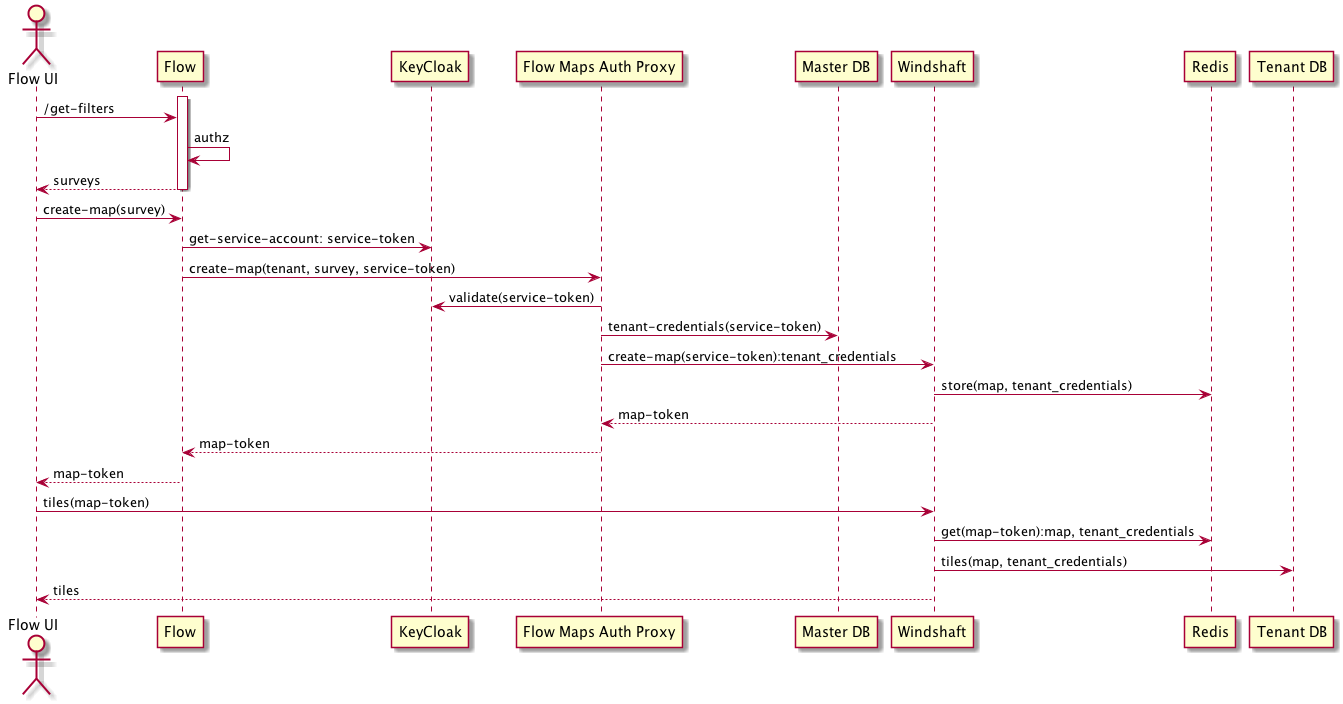 Flow UI
Flow
KeyCloak
Flow Maps Auth Proxy
Master DB
Windshaft
Redis
Tenant DB
/get-filters
authz
surveys
create-map(survey)
get-service-account: service-token
create-map(tenant, survey, service-token)
validate(service-token)
tenant-credentials(service-token)
create-map(service-token):tenant_credentials
store(map, tenant_credentials)
map-token
map-token
map-token
tiles(map-token)
get(map-token):map, tenant_credentials
tiles(map, tenant_credentials)
tiles
Flow UI
Flow
KeyCloak
Flow Maps Auth Proxy
Master DB
Windshaft
Redis
Tenant DB